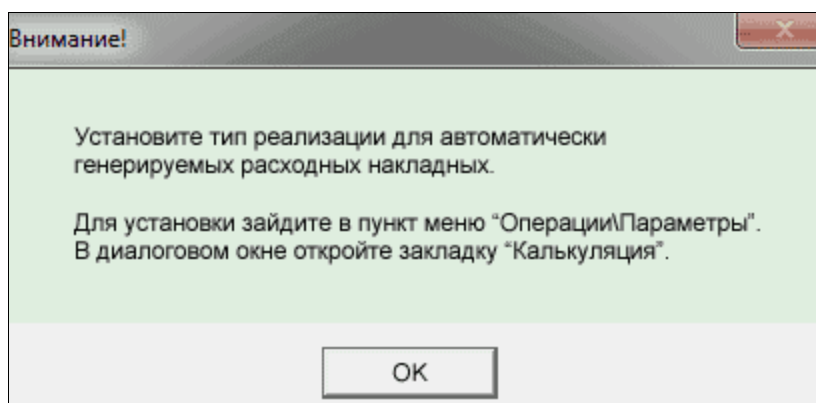 Внимание!
Установите тип реализации для автоматически
генерируемых расходных накладных.
Для установки зайдите в пункт меню “Операции\Параметры”.
В диалоговом окне откройте закладку “Калькуляция”.
OK